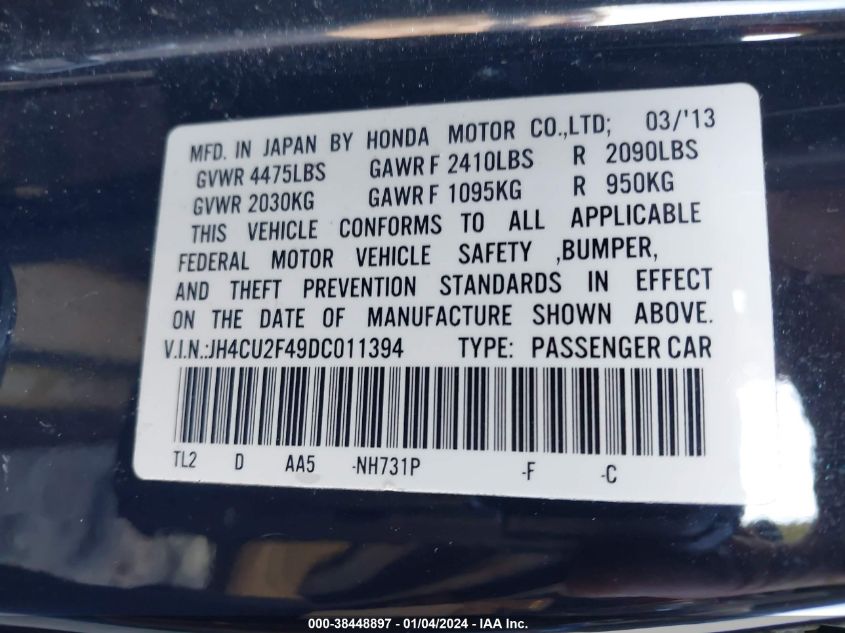 MFD. IN JAPAN BY HONDA MOTOR CO.,LTD; 03/'13
GVWR 4475LBS GAWR F 2410LBS R 2090LBS
GVWR 2030KG GAWR F 1095KG R 950KG
THIS VEHICLE CONFORMS TO ALL APPLICABLE
FEDERAL MOTOR VEHICLE SAFETY ,BUMPER,
AND THEFT PREVENTION STANDARDS IN EFFECT
ON THE DATE OF MANUFACTURE SHOWN ABOVE.
V.I.N.:JH4CU2F49DC011394 TYPE: PASSENGER CAR
TL2 D AA5 -NH731P -F -C
000-38448897 - 01/04/2024 - IAA Inc.